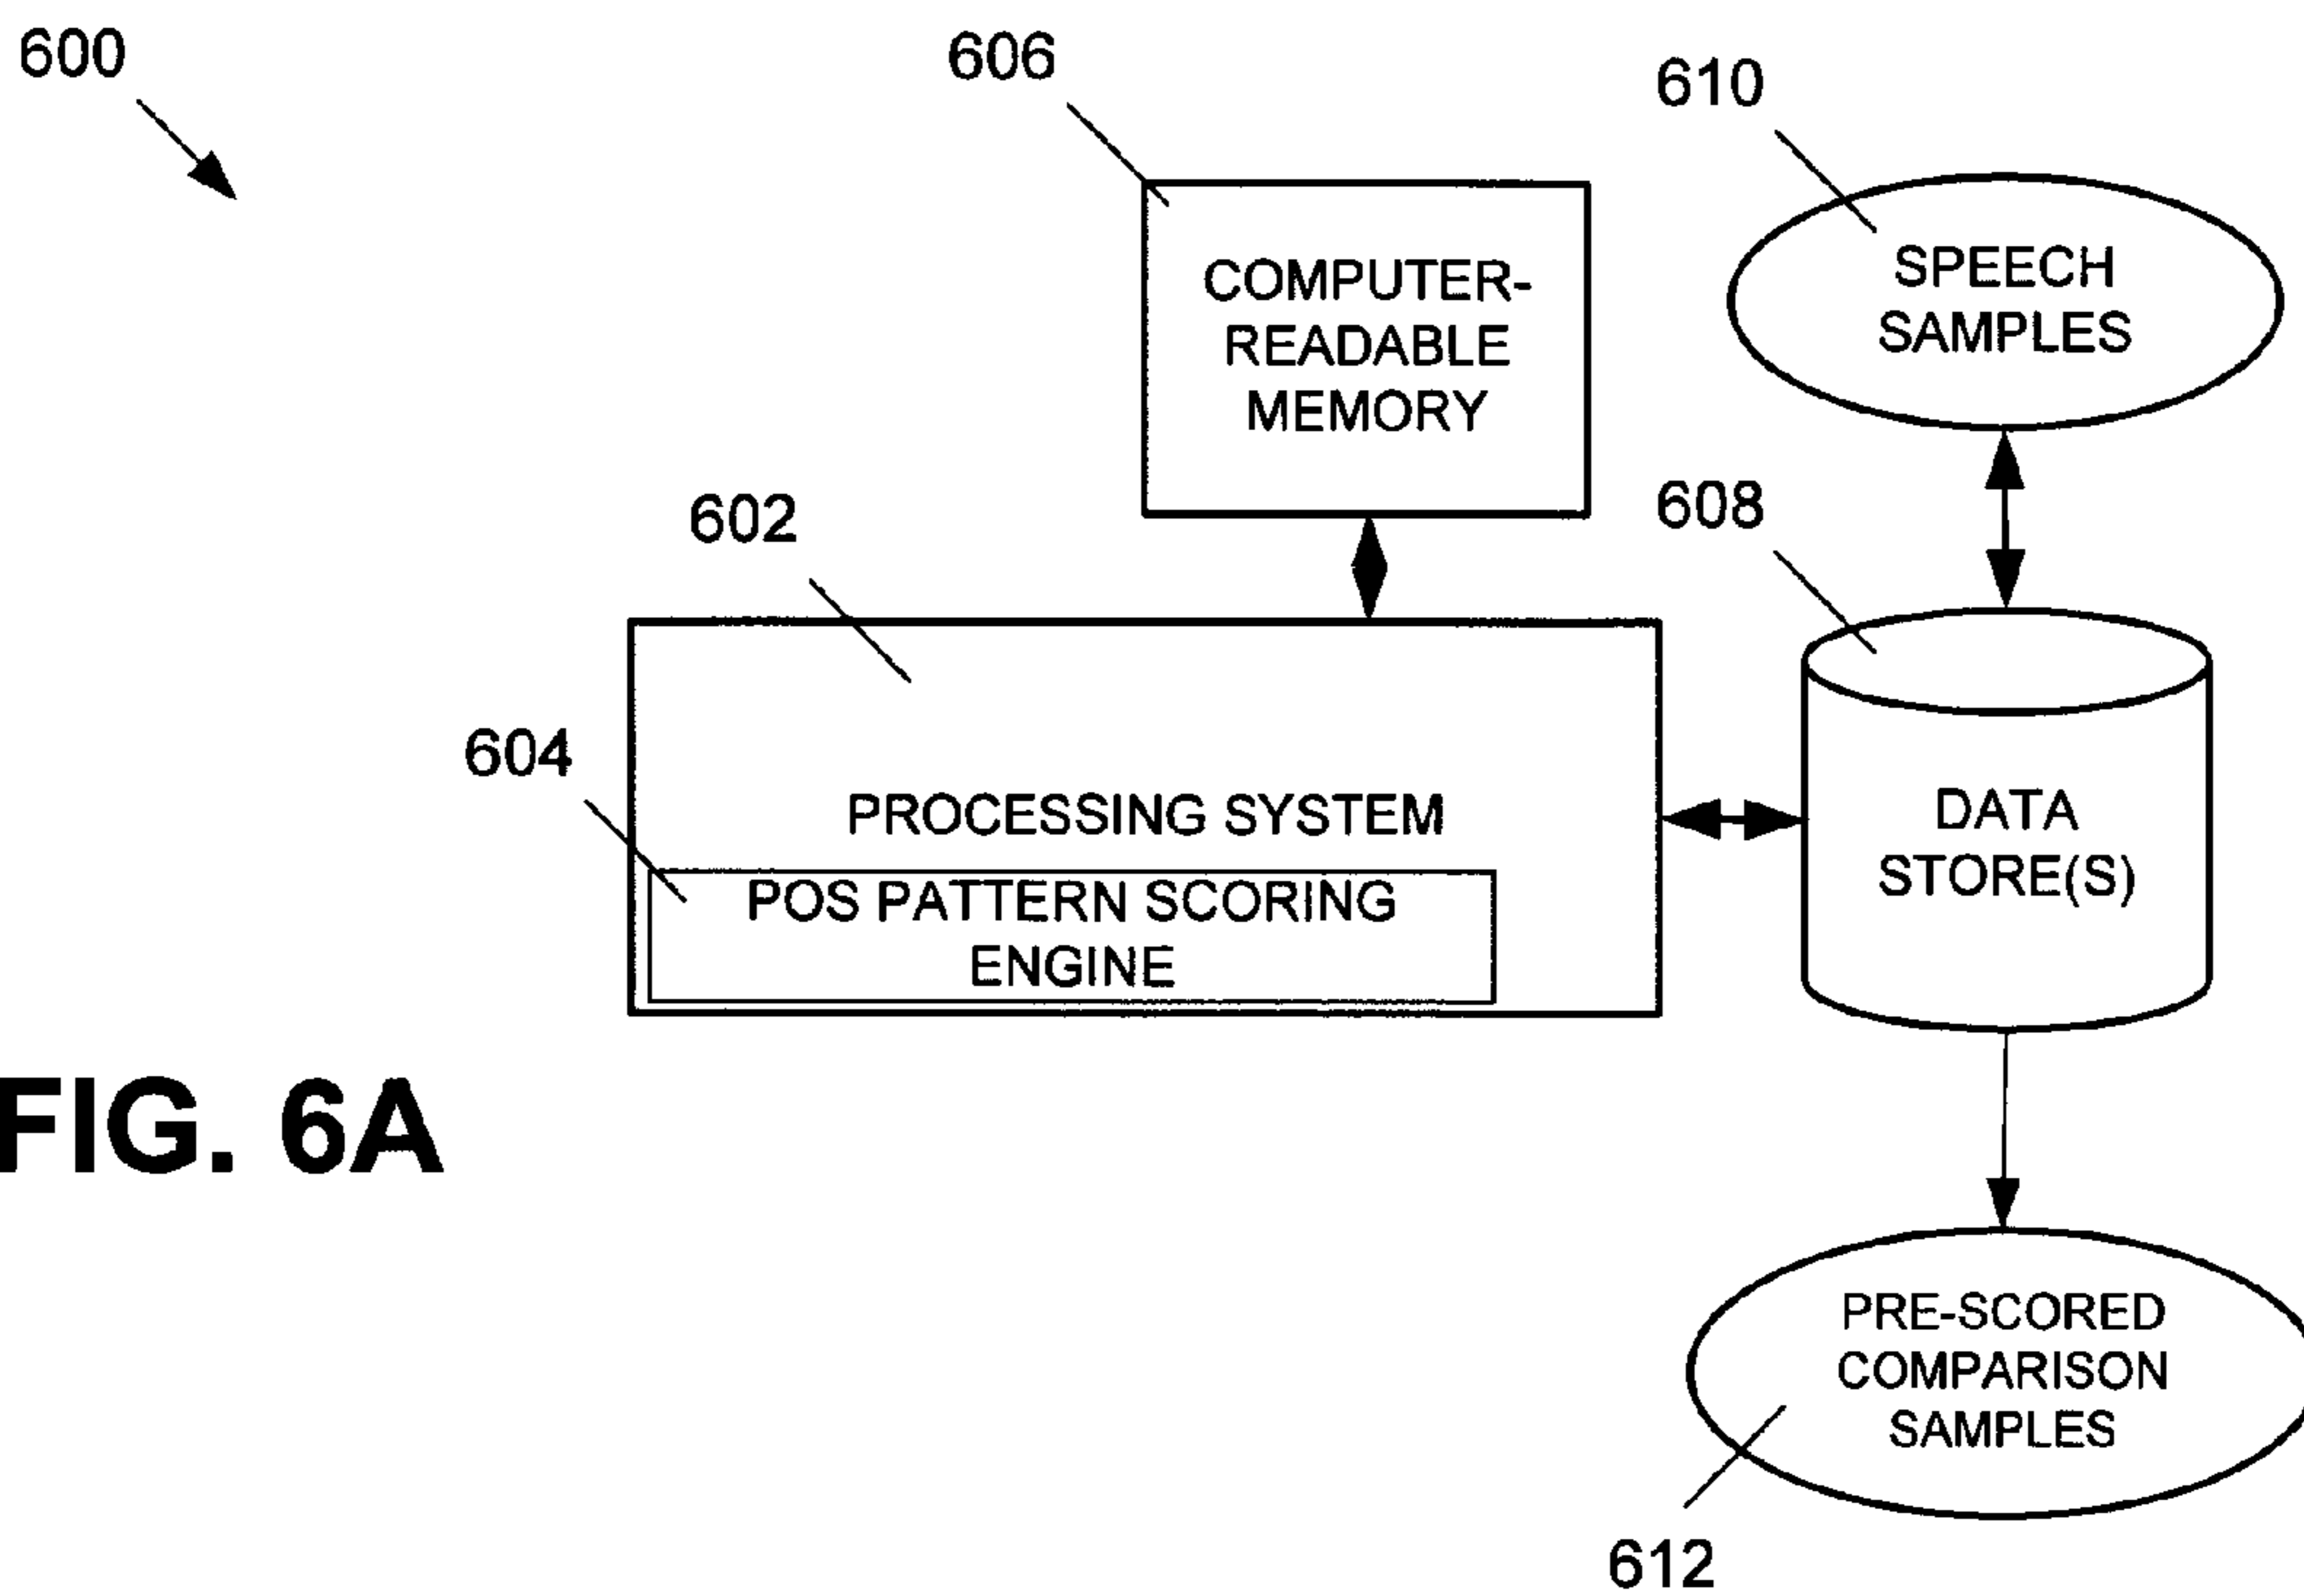 600
606
610
COMPUTER-
READABLE
MEMORY
SPEECH
SAMPLES
602
608
604
PROCESSING SYSTEM
POS PATTERN SCORING
ENGINE
DATA
STORE(S)
FIG. 6A
PRE-SCORED
COMPARISON
SAMPLES
612